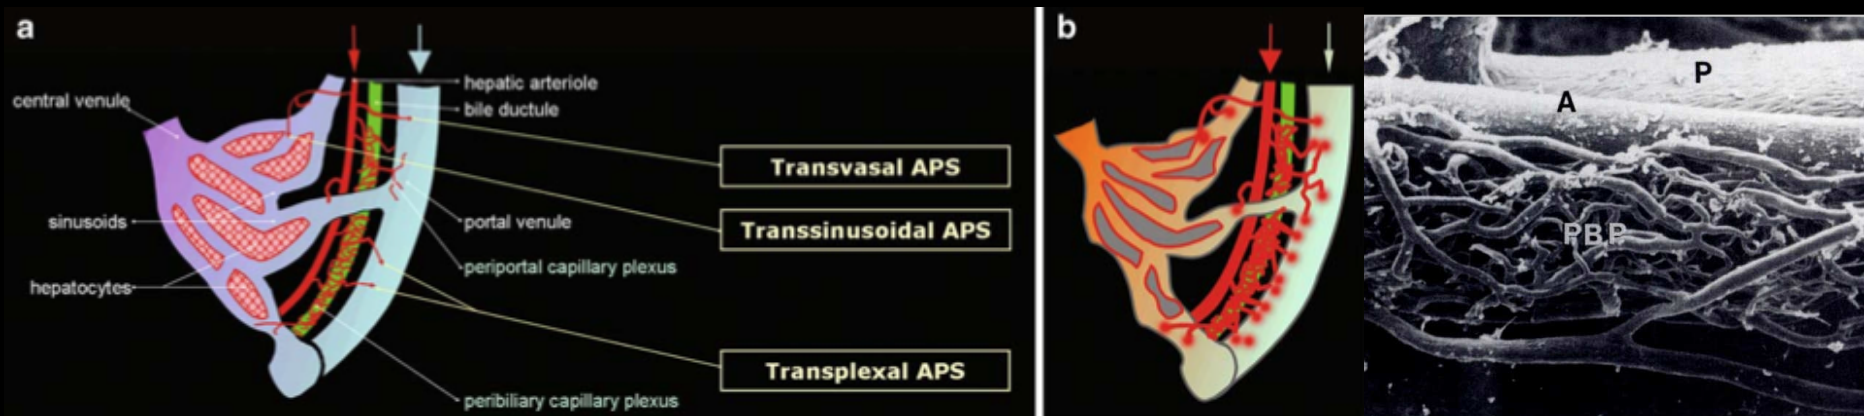 a
hepatic arteriole
central venule
bile ductule
Transvasal APS
sinusoids
portal venule
Transsinusoidal APS
periportal capillary plexus
hepatocytes
Transplexal APS
peribiliary capillary plexus
b
P
A
PBP